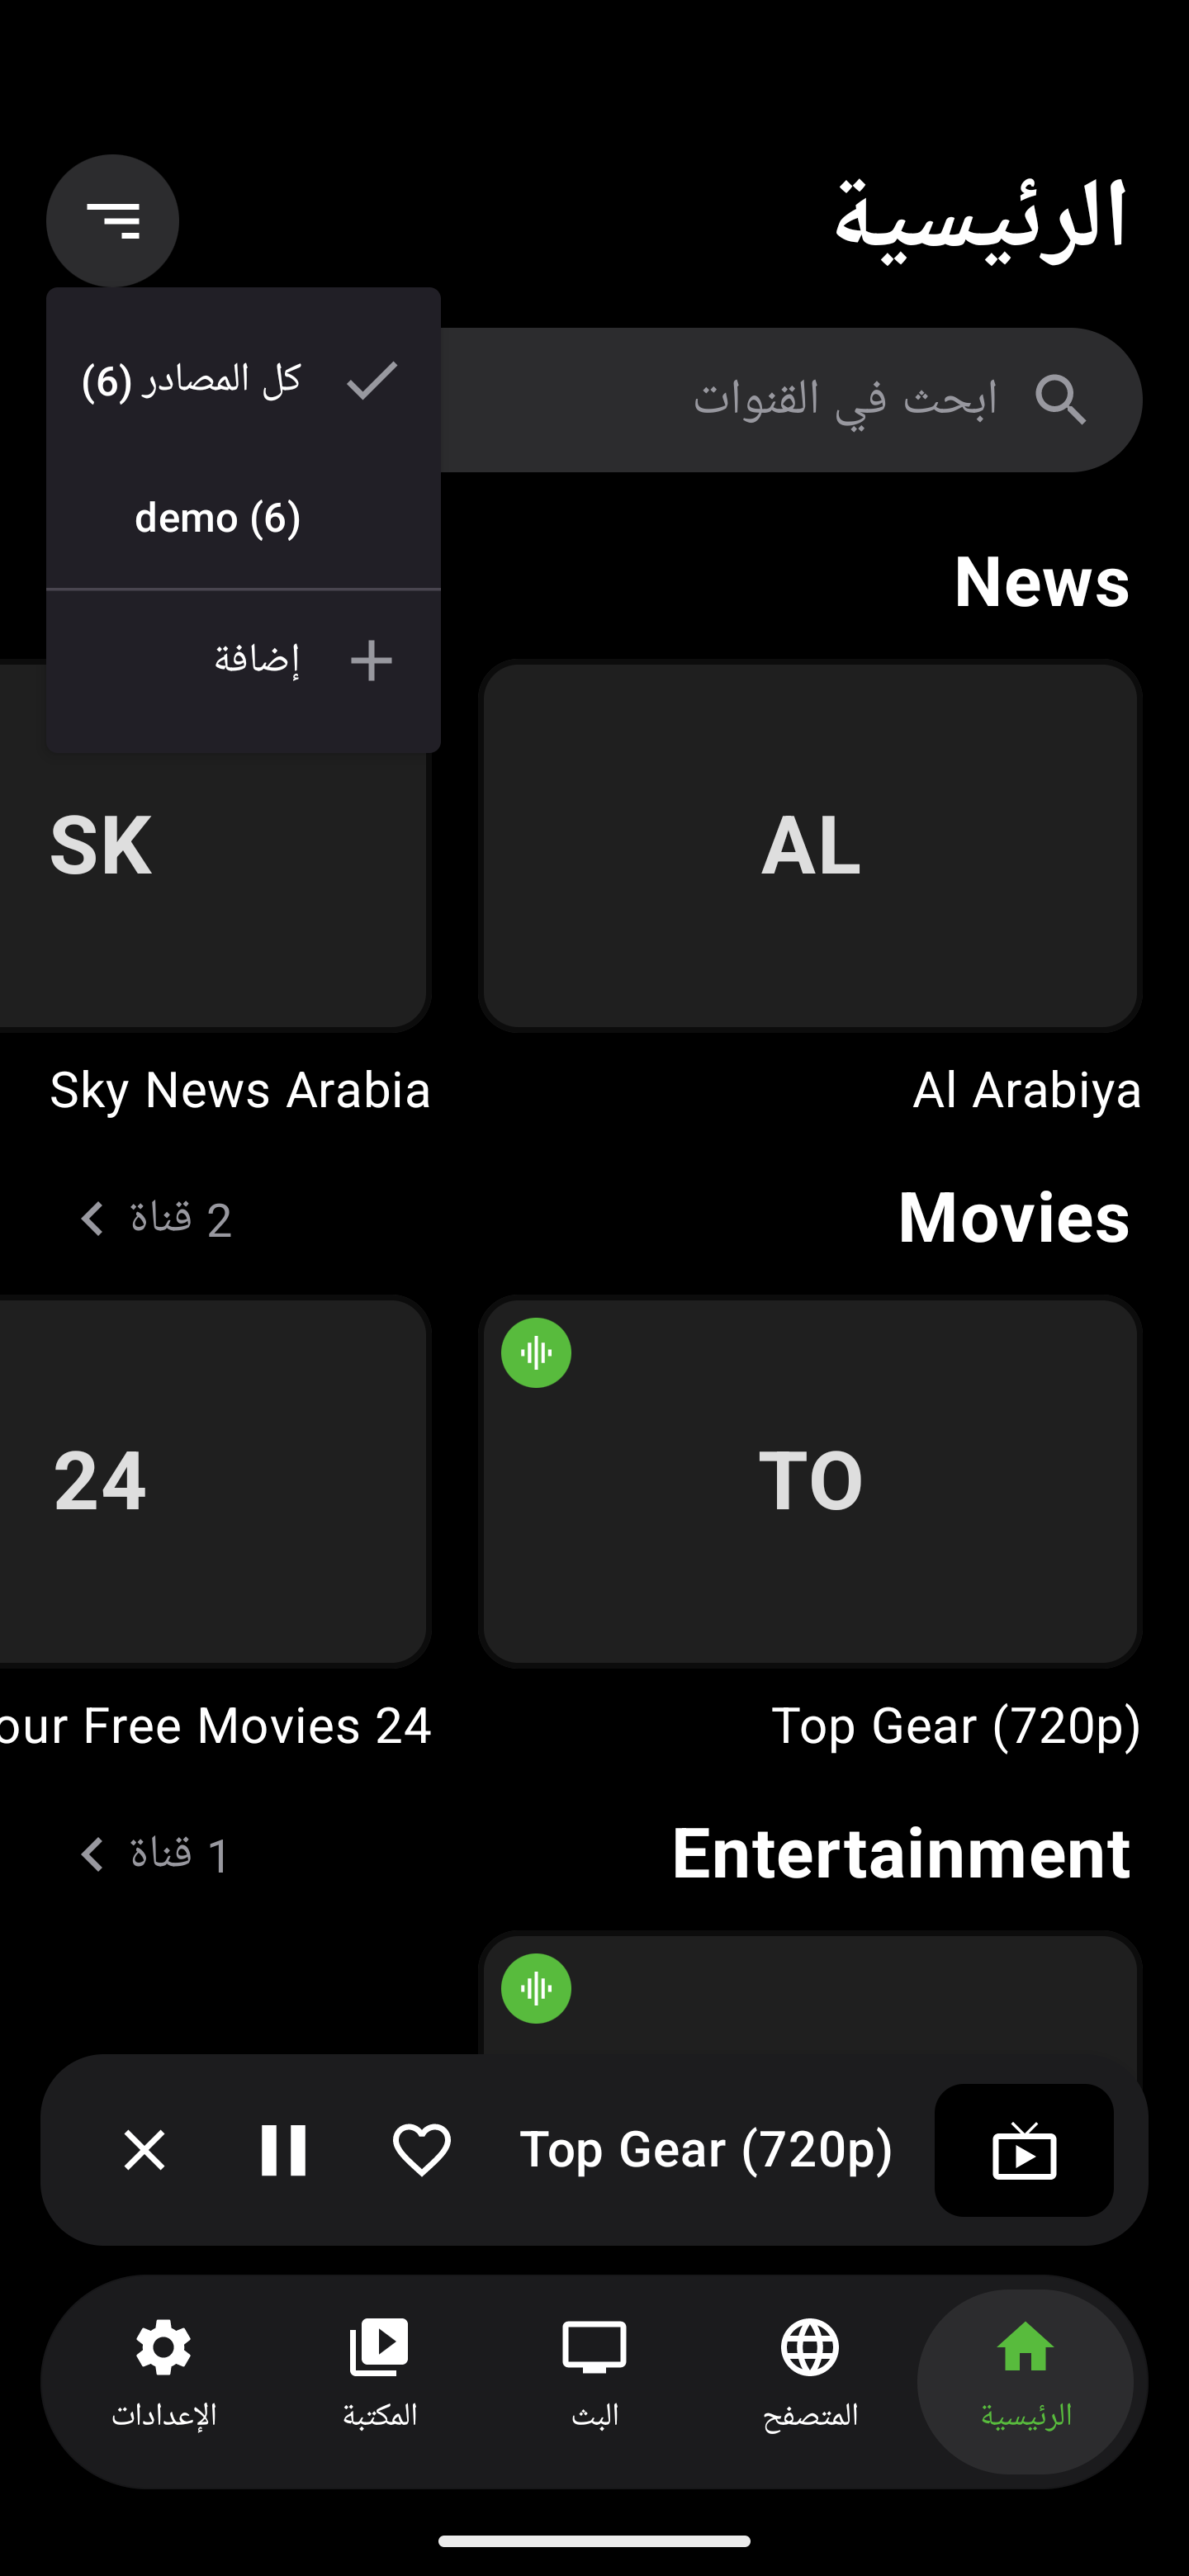 الرئيسية
ابحث في القنوات
كل المصادر (6)
demo (6)
إضافة
News
AL
SK
Al Arabiya
Sky News Arabia
Movies
2 قناة
TO
24
Top Gear (720p)
our Free Movies 24
Entertainment
1 قناة
Top Gear (720p)
الرئيسية
المتصفح
البث
المكتبة
الإعدادات